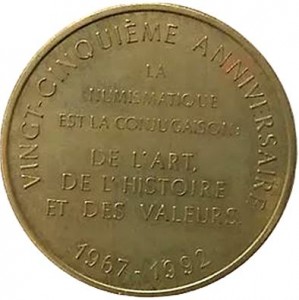 VINGT-CINQUIÈME ANNIVERSAIRE
LA
NUMISMATIQUE
EST LA CONJUGAISON
DE L'ART,
DE L'HISTOIRE
ET DES VALEURS.
1967-1992